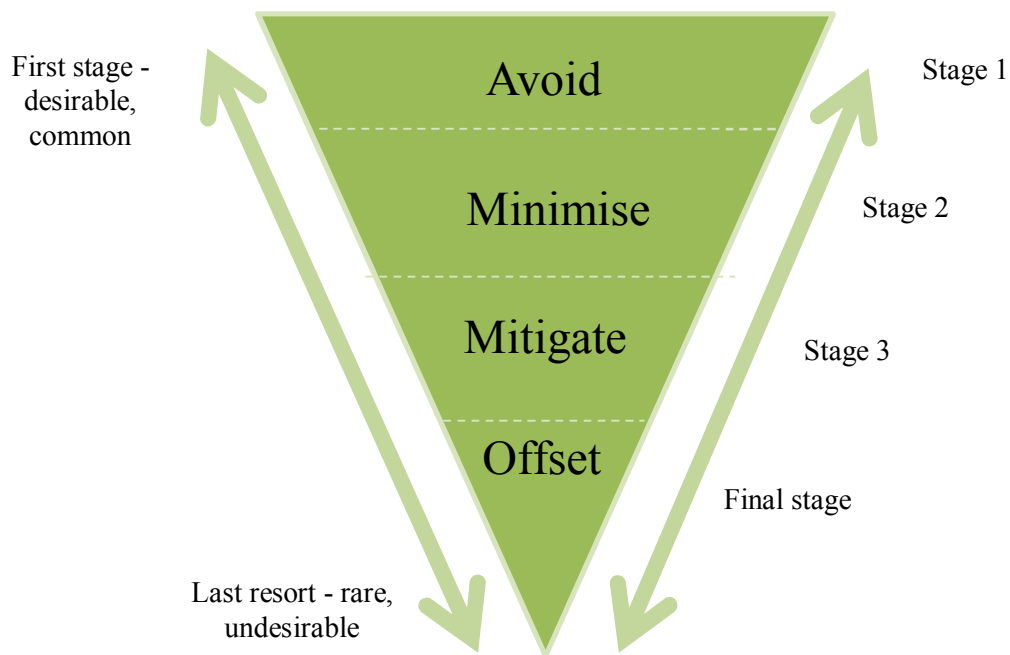 Avoid
First stage -
desirable,
common
Stage 1
Minimise
Stage 2
Mitigate
Stage 3
Offset
Final stage
Last resort - rare,
undesirable